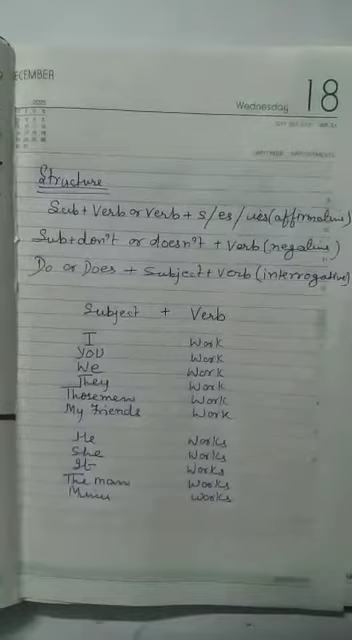 DECEMBER
Wednesday 18
Structure
Sub + Verb or Verb + s/es/ies (affirmative)
Sub + don't or doesn't + Verb (negative)
Do or Does + Subject + Verb (interrogative)
Subject + Verb
I Work
You Work
We Work
They Work
Those men Work
My Friends Work
He Works
She Works
It Works
The man Works
Works